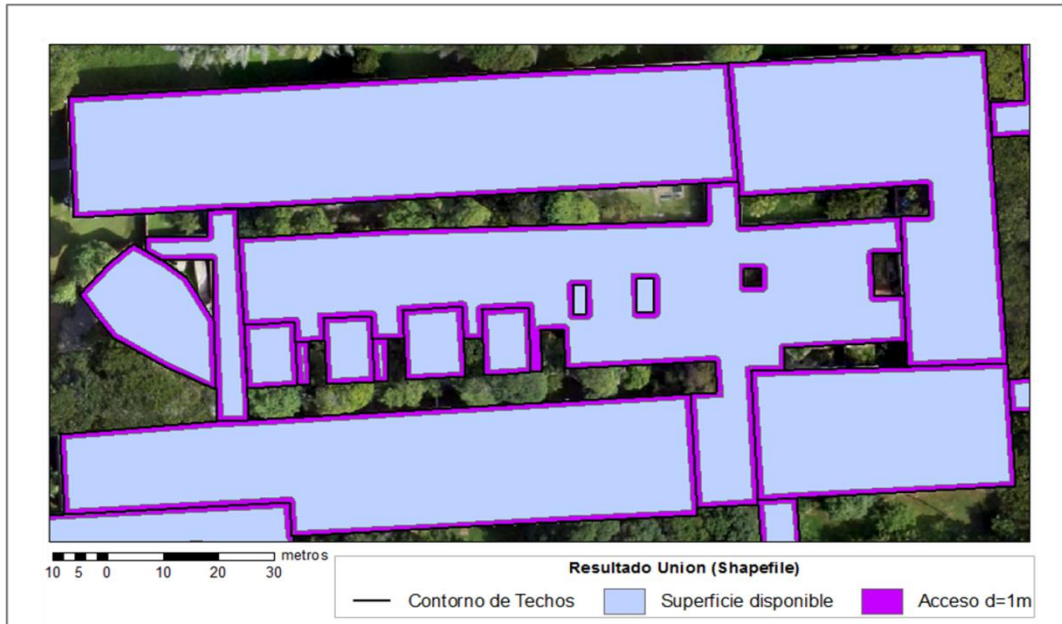 metros
10 5 0 10 20 30
Resultado Union (Shapefile)
Contorno de Techos
Superficie disponible
Acceso d=1m